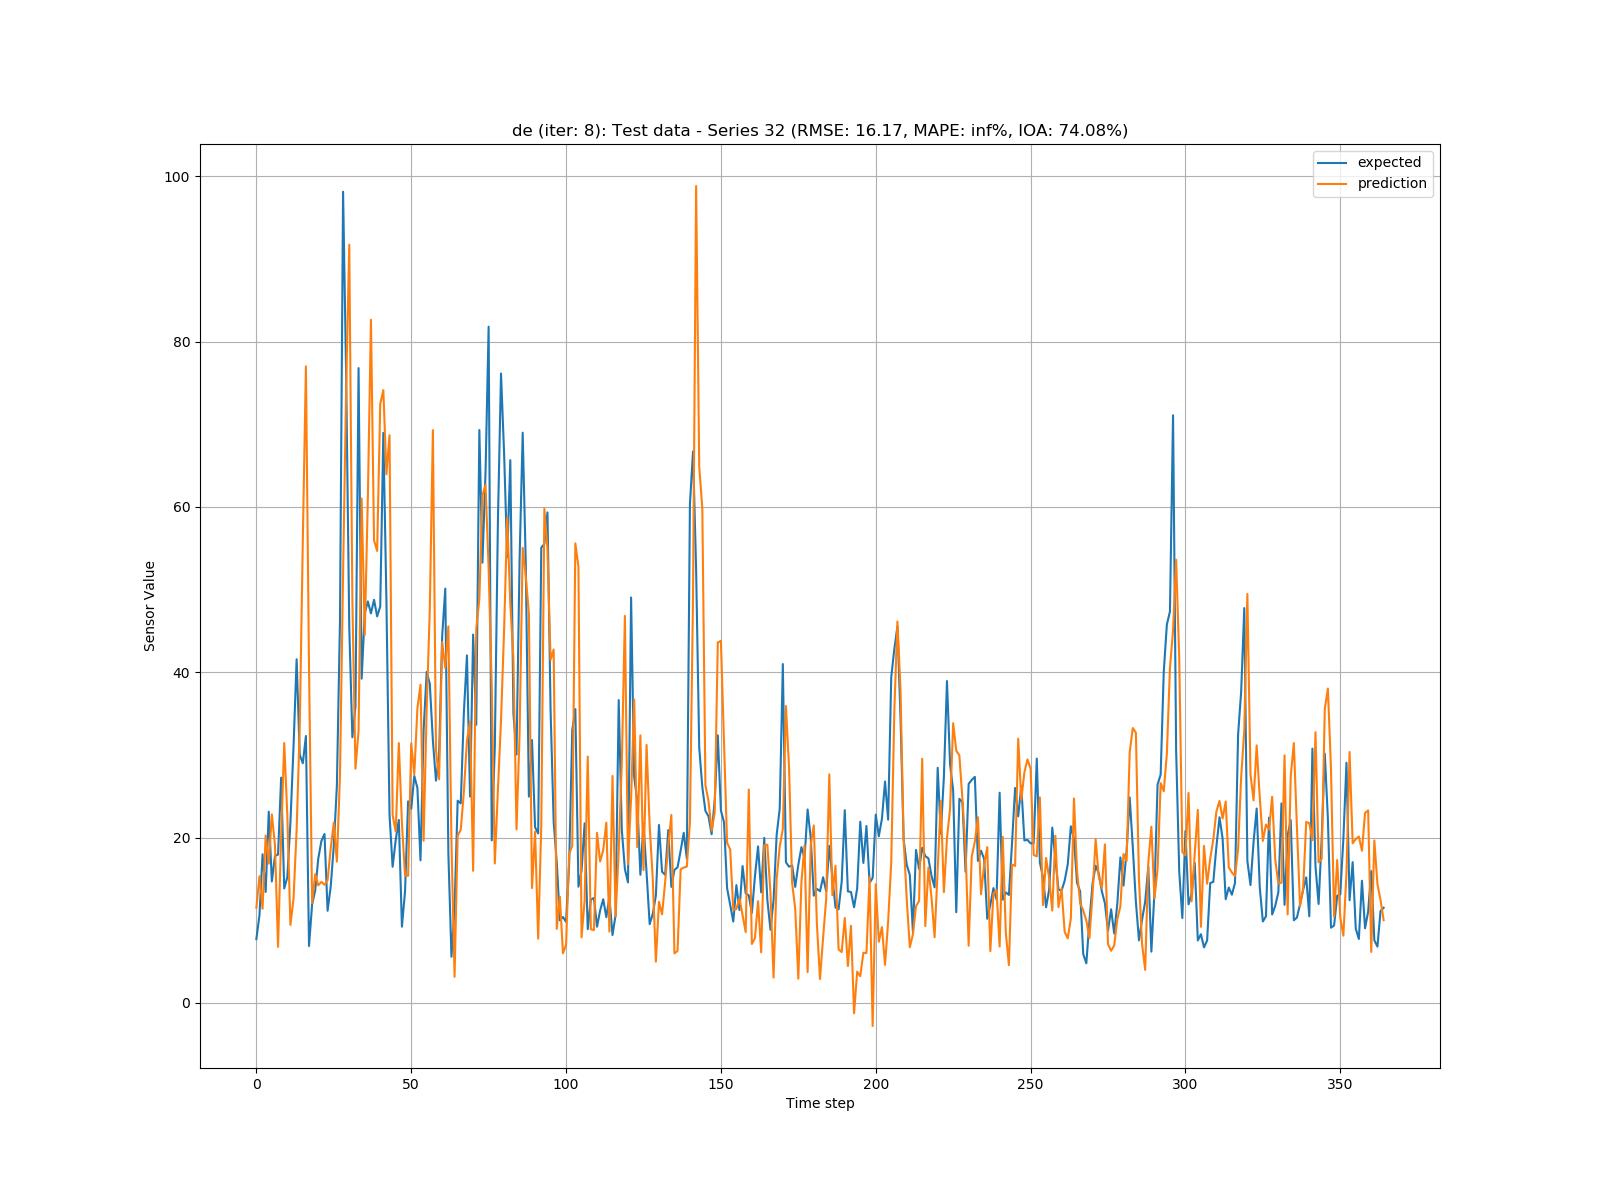 de (iter: 8): Test data - Series 32 (RMSE: 16.17, MAPE: inf%, IOA: 74.08%)
expected
prediction
100
80
60
40
20
0
Sensor Value
0 50 100 150 200 250 300 350
Time step